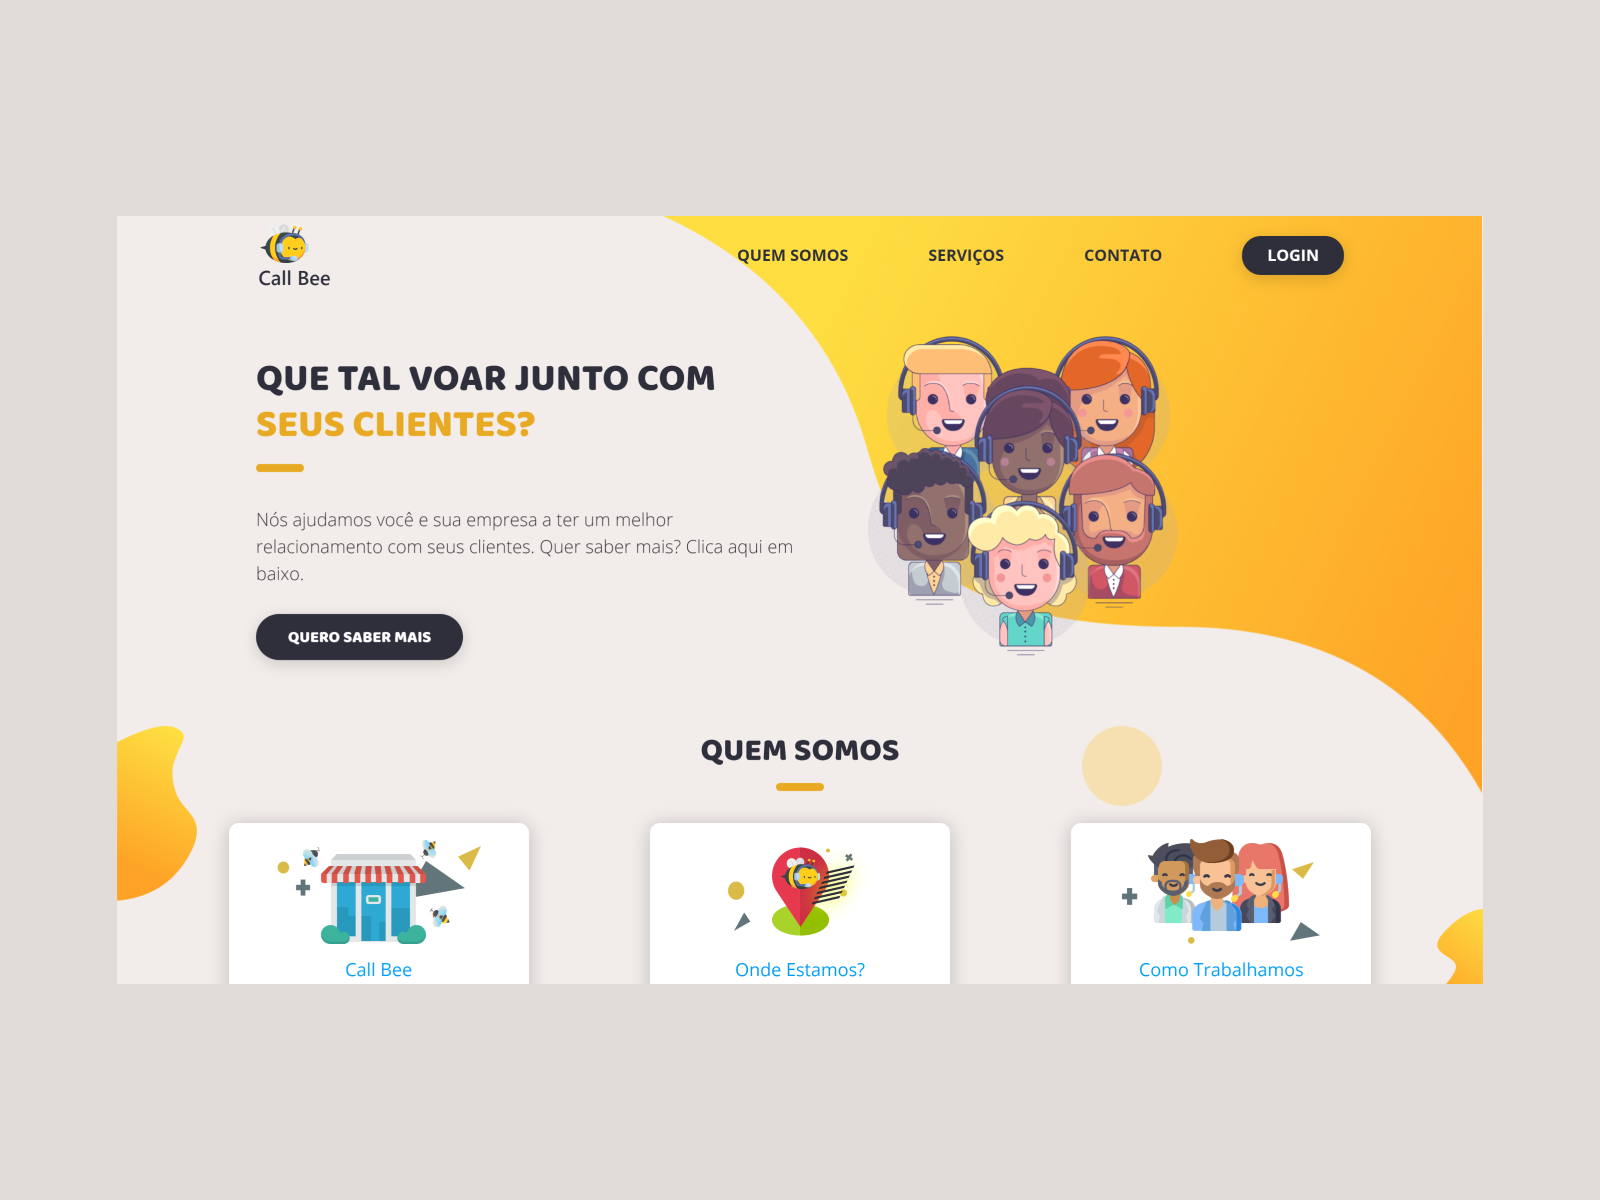 Call Bee
QUEM SOMOS
SERVIÇOS
CONTATO
LOGIN
QUE TAL VOAR JUNTO COM
SEUS CLIENTES?
Nós ajudamos você e sua empresa a ter um melhor
relacionamento com seus clientes. Quer saber mais? Clica aqui em
baixo.
QUERO SABER MAIS
QUEM SOMOS
Call Bee
Onde Estamos?
Como Trabalhamos